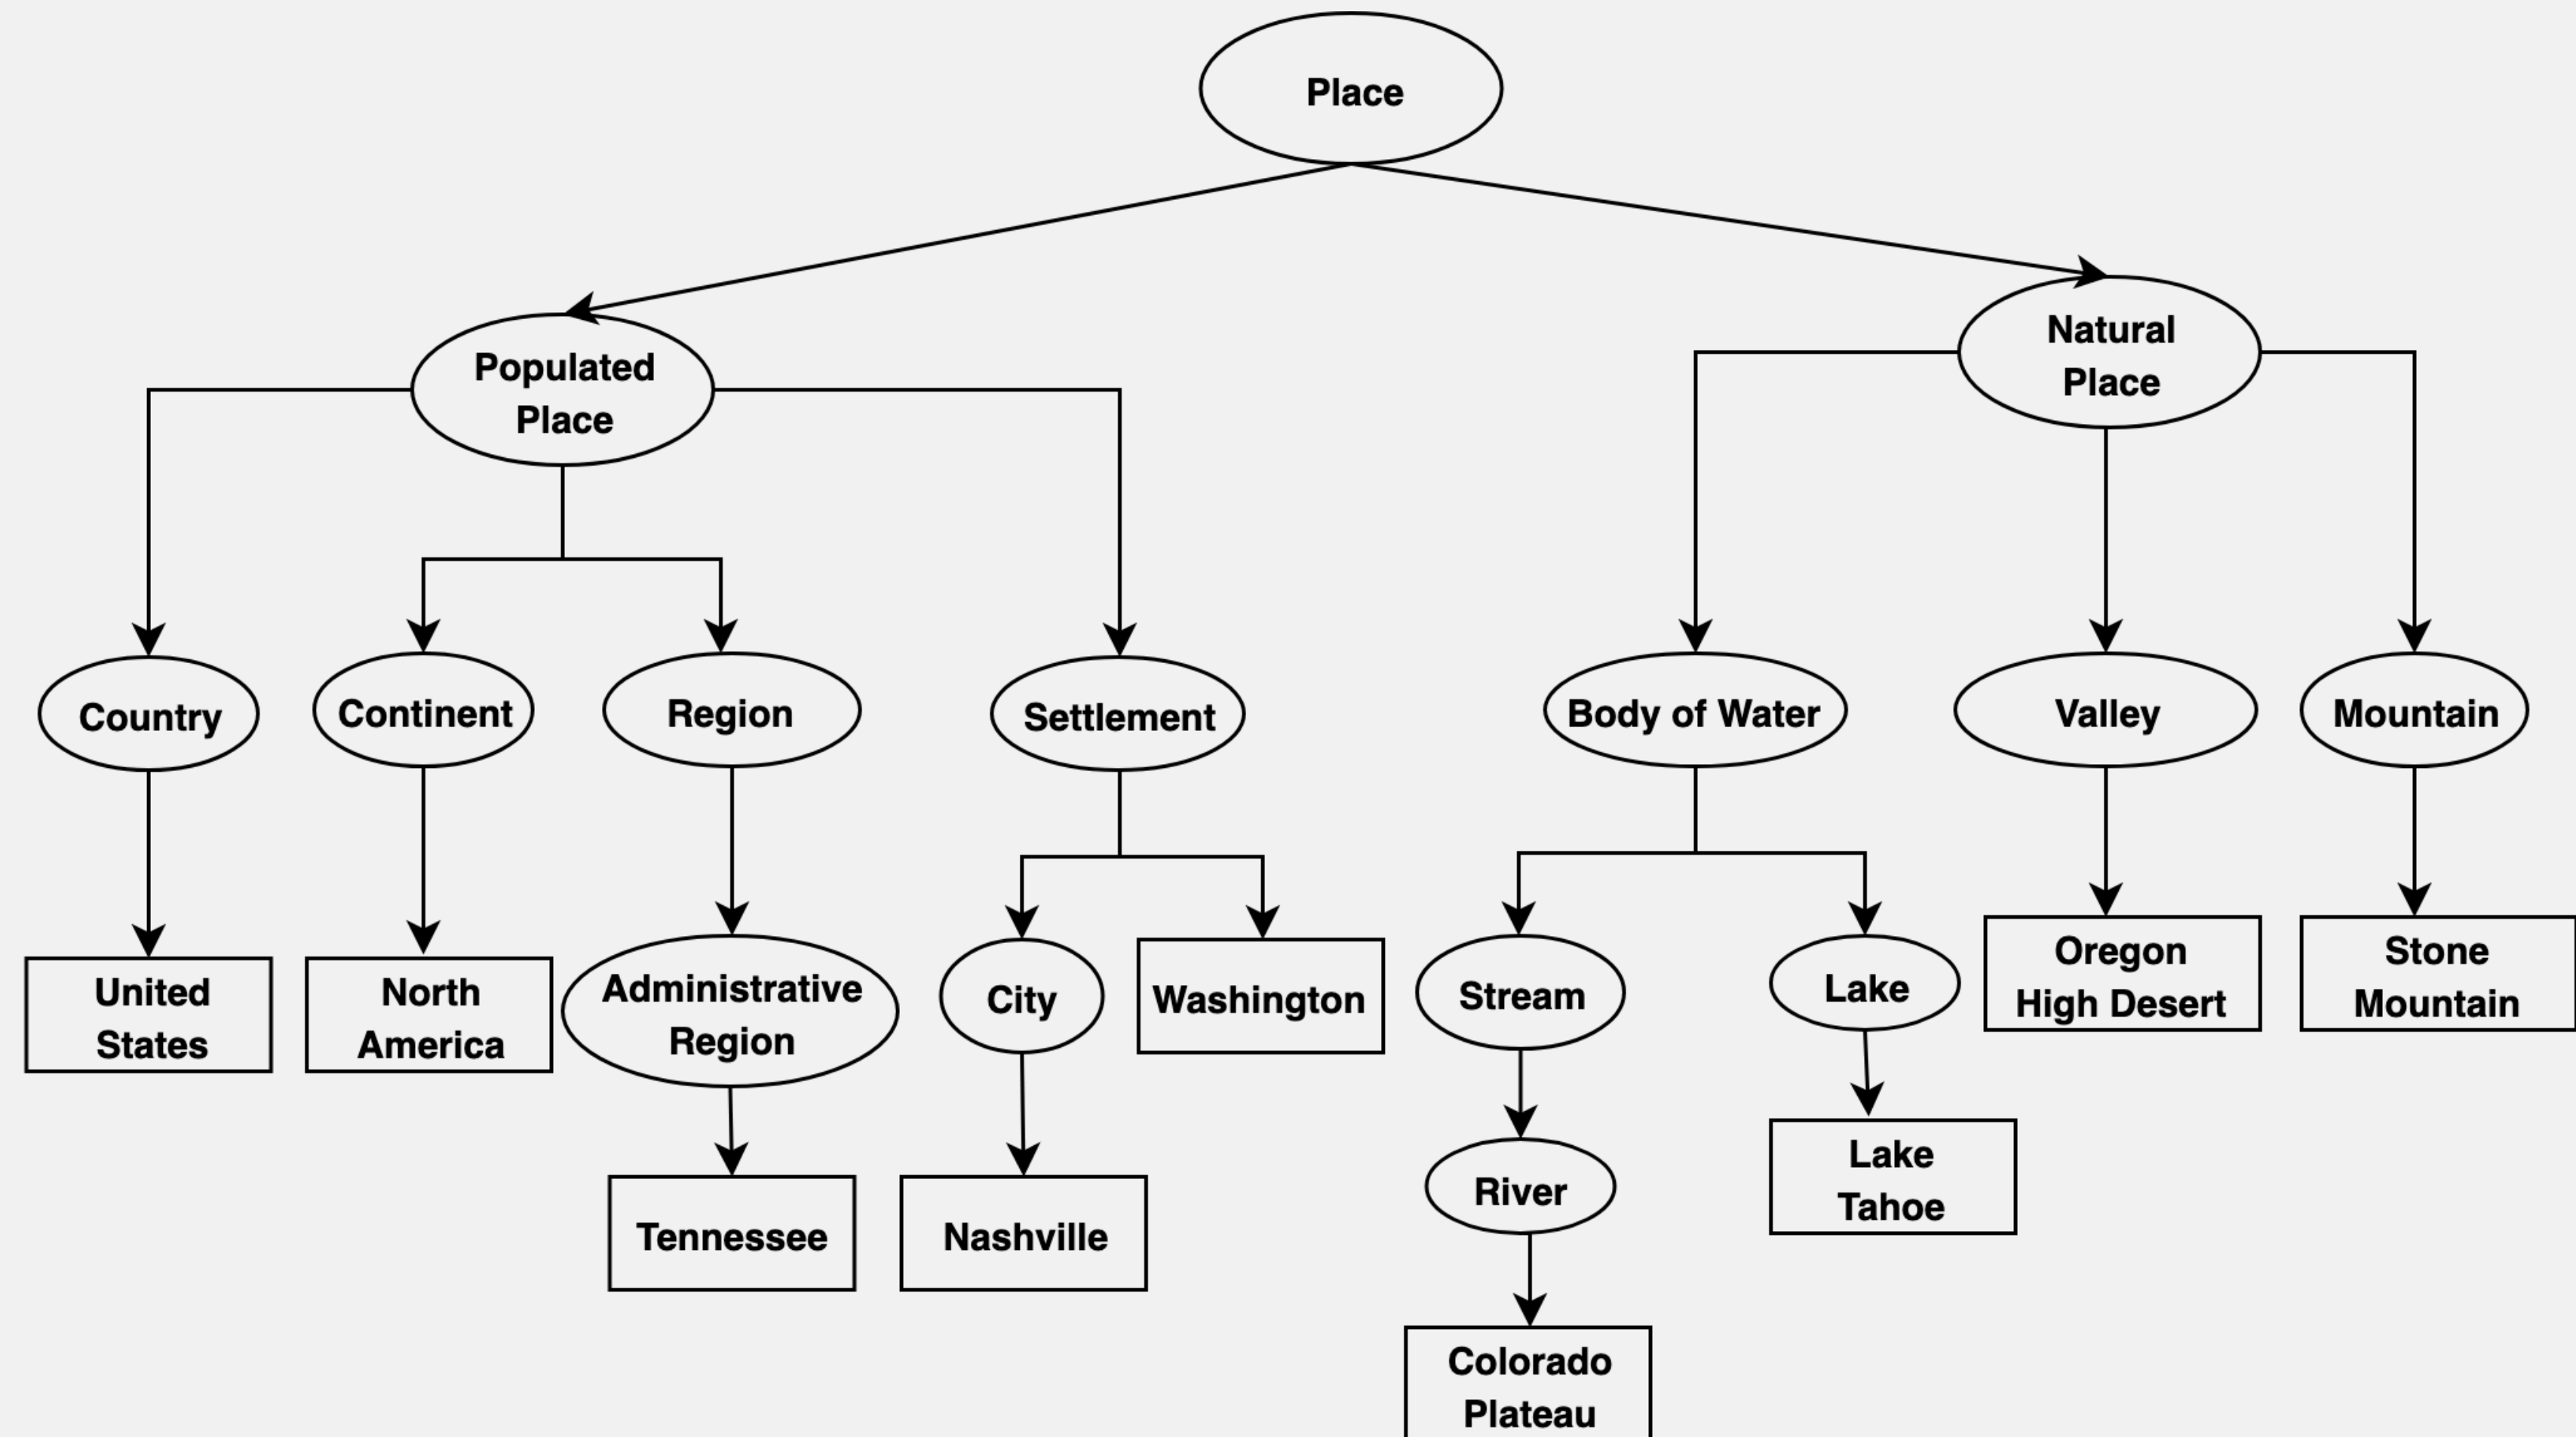 Place
Populated
Place
Natural
Place
Country
Continent
Region
Settlement
Body of Water
Valley
Mountain
United
States
North
America
Administrative
Region
City
Washington
Stream
Lake
Oregon
High Desert
Stone
Mountain
Tennessee
Nashville
River
Lake
Tahoe
Colorado
Plateau